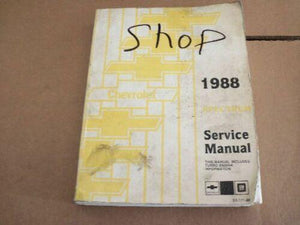 Shop
1988
Chevrolet
Service
Manual
THIS MANUAL INCLUDES
TURBO ENGINE
INFORMATION